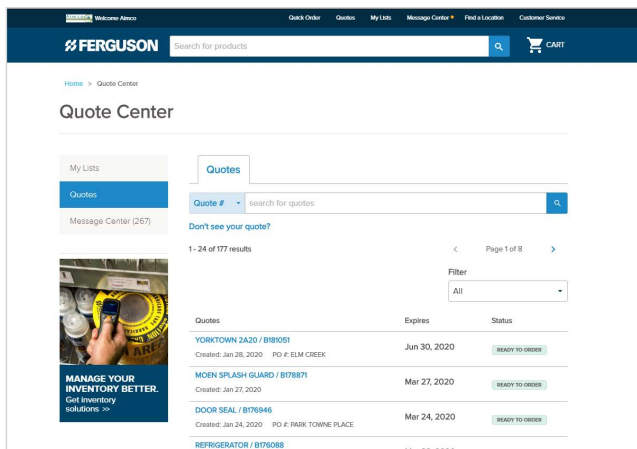 Welcome Aimco
Quick Order Quotes My Lists Message Center Find a Location Customer Service
FERGUSON
Search for products
CART
Home > Quote Center
Quote Center
My Lists
Quotes
Message Center (267)
Quotes
Quote #
search for quotes
Don't see your quote?
1 - 24 of 177 results
< Page 1 of 8 >
Filter
All
Quotes Expires Status
YORKTOWN 2A20 / B181051
Created: Jan 28, 2020 PO #: ELM CREEK
Jun 30, 2020
READY TO ORDER
MOEN SPLASH GUARD / B178871
Created: Jan 27, 2020
Mar 27, 2020
READY TO ORDER
DOOR SEAL / B176946
Created: Jan 24, 2020 PO #: PARK TOWNE PLACE
Mar 24, 2020
READY TO ORDER
REFRIGERATOR / B176088
MANAGE YOUR
INVENTORY BETTER.
Get inventory
solutions >>